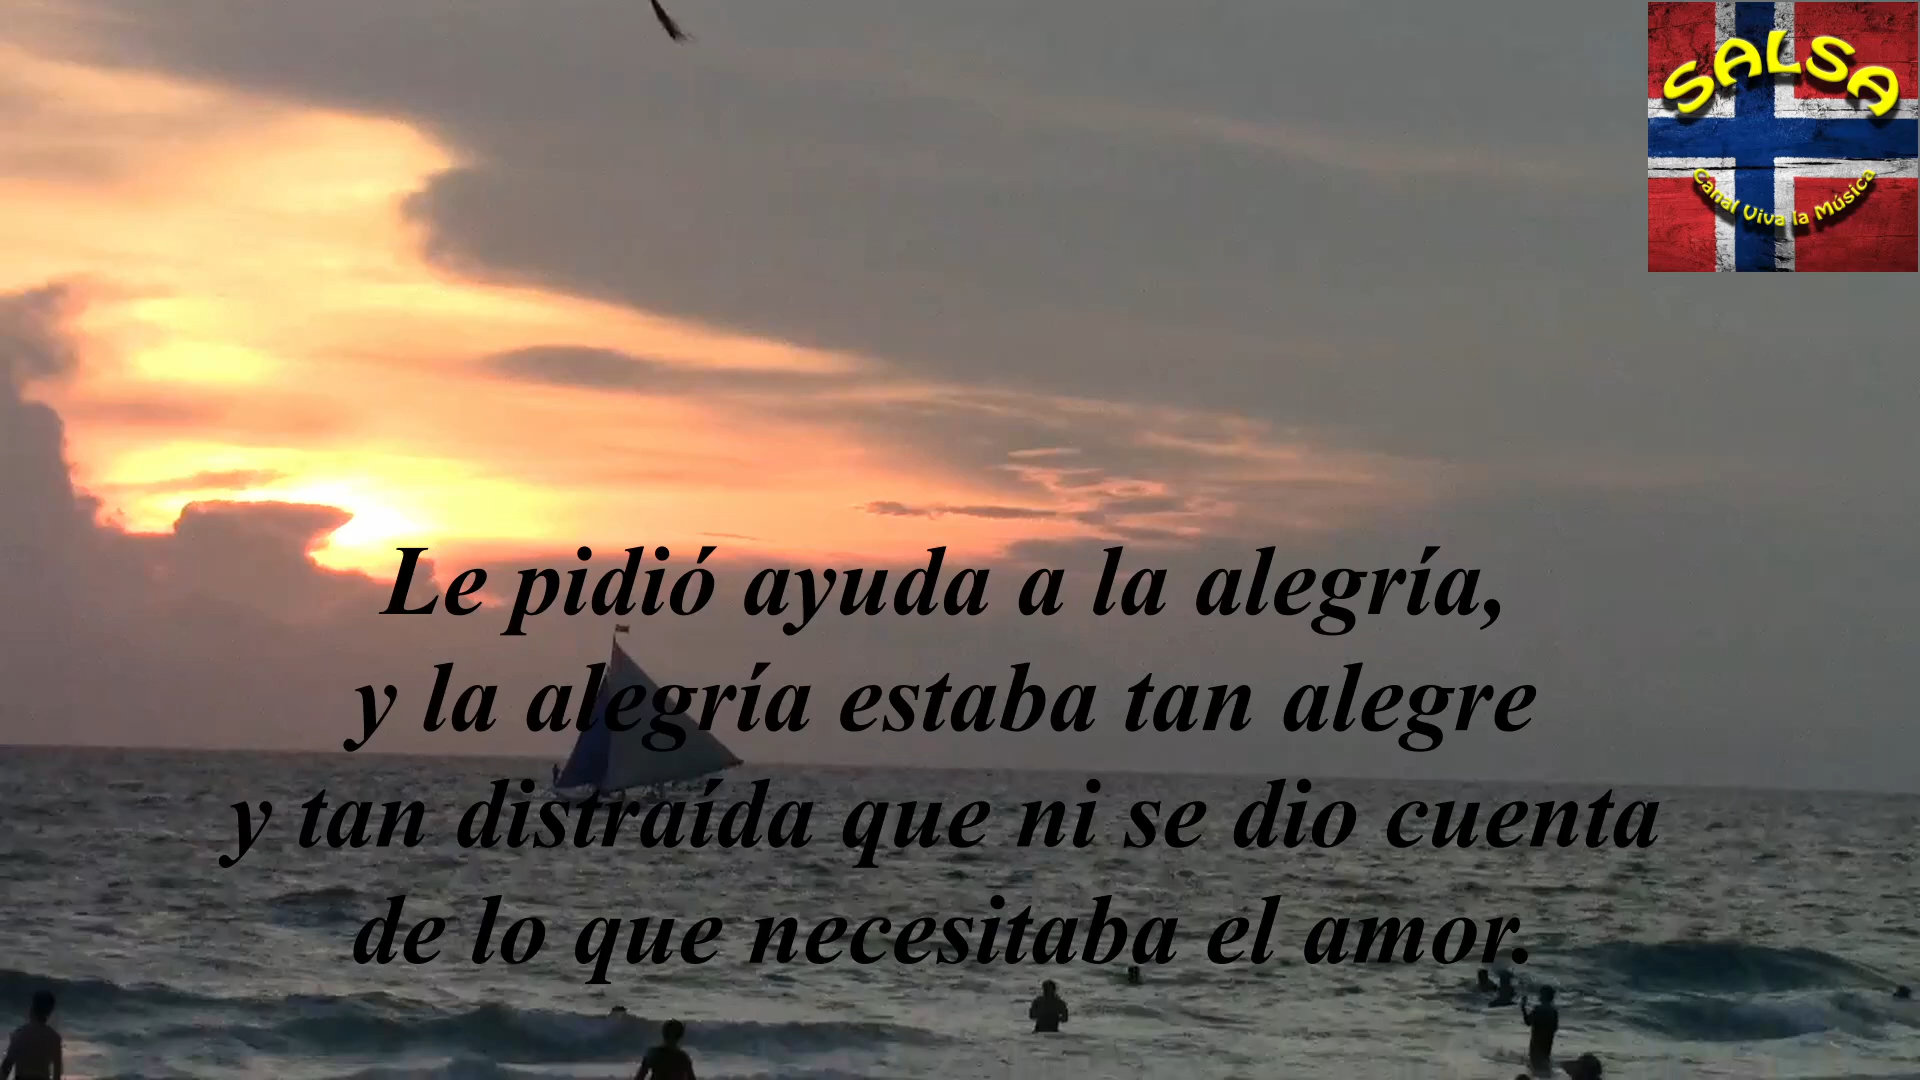 SALSA
Canal Viva la Música
Le pidió ayuda a la alegría,
y la alegría estaba tan alegre
y tan distraída que ni se dio cuenta
de lo que necesitaba el amor.